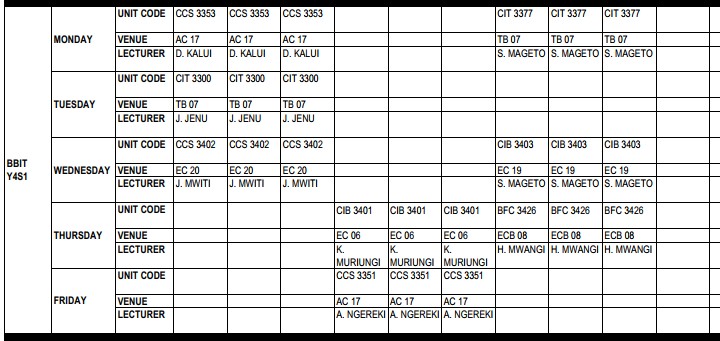 BBIT
Y4S1
MONDAY
UNIT CODE CCS 3353 CCS 3353 CCS 3353 CIT 3377 CIT 3377 CIT 3377
VENUE AC 17 AC 17 AC 17 TB 07 TB 07 TB 07
LECTURER D. KALUI D. KALUI D. KALUI S. MAGETO S. MAGETO S. MAGETO
TUESDAY
UNIT CODE CIT 3300 CIT 3300 CIT 3300
VENUE TB 07 TB 07 TB 07
LECTURER J. JENU J. JENU J. JENU
WEDNESDAY
UNIT CODE CCS 3402 CCS 3402 CCS 3402 CIB 3403 CIB 3403 CIB 3403
VENUE EC 20 EC 20 EC 20 EC 19 EC 19 EC 19
LECTURER J. MWITI J. MWITI J. MWITI S. MAGETO S. MAGETO S. MAGETO
THURSDAY
UNIT CODE CIB 3401 CIB 3401 CIB 3401 BFC 3426 BFC 3426 BFC 3426
VENUE EC 06 EC 06 EC 06 ECB 08 ECB 08 ECB 08
LECTURER K. K. K. H. MWANGI H. MWANGI H. MWANGI
MURIUNGI MURIUNGI MURIUNGI
FRIDAY
UNIT CODE CCS 3351 CCS 3351 CCS 3351
VENUE AC 17 AC 17 AC 17
LECTURER A. NGEREKI A. NGEREKI A. NGEREKI